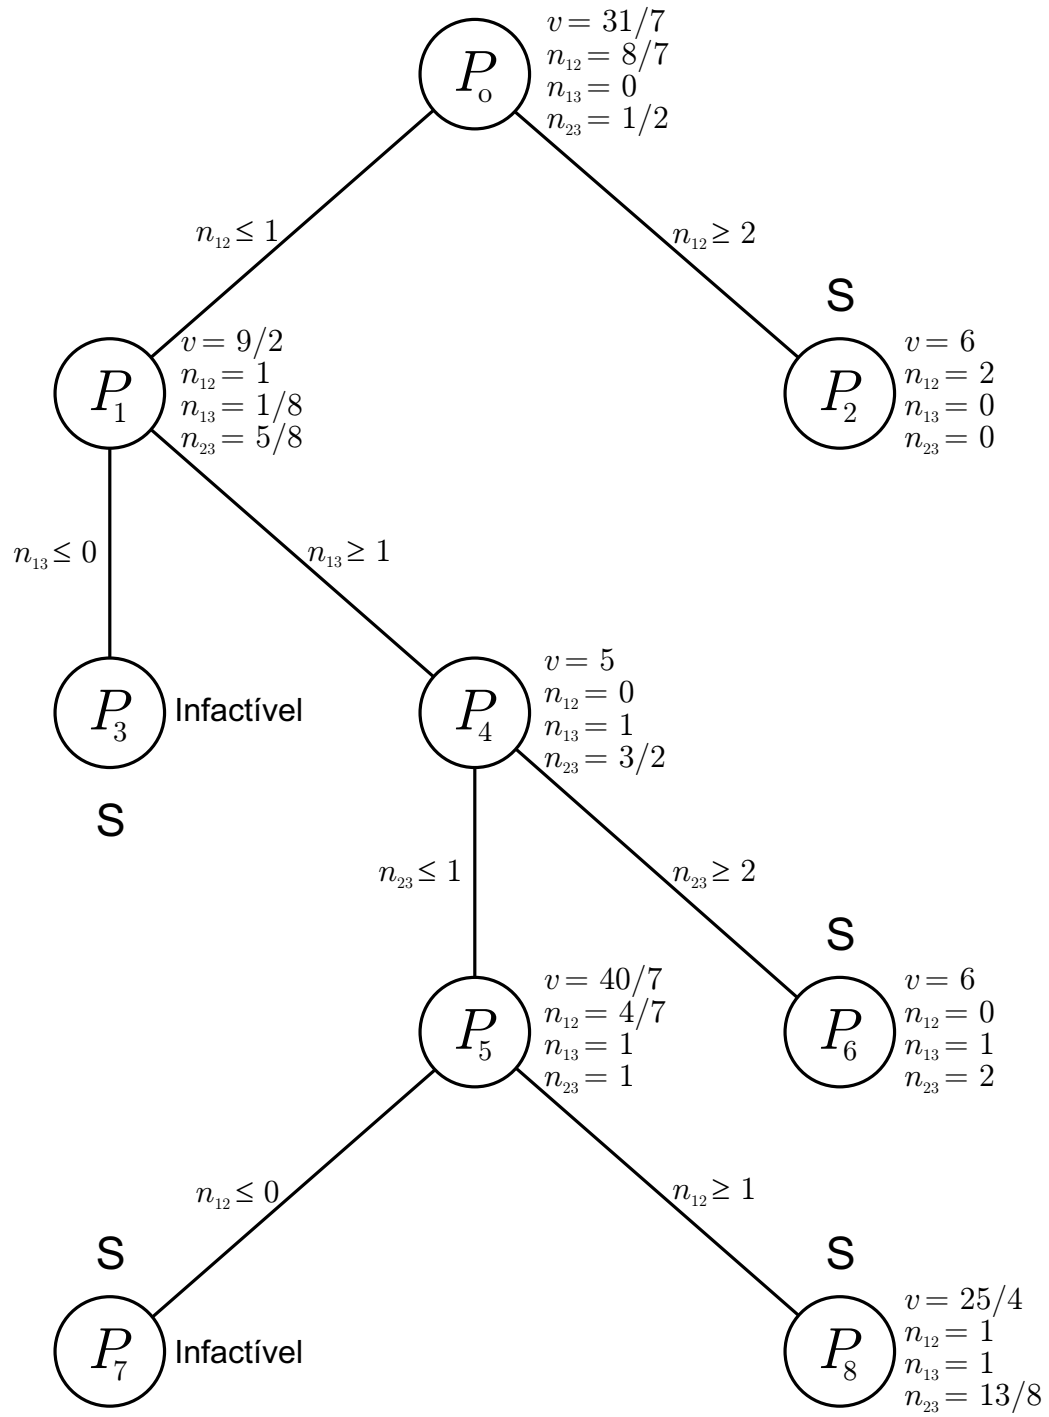 v = 31/7
n₁₂ = 8/7
n₁₃ = 0
n₂₃ = 1/2
P₀
n₁₂ ≤ 1
n₁₂ ≥ 2
S
v = 9/2
n₁₂ = 1
n₁₃ = 1/8
n₂₃ = 5/8
P₁
v = 6
n₁₂ = 2
n₁₃ = 0
n₂₃ = 0
P₂
n₁₃ ≤ 0
n₁₃ ≥ 1
P₃
Infactível
S
v = 5
n₁₂ = 0
n₁₃ = 1
n₂₃ = 3/2
P₄
n₂₃ ≤ 1
n₂₃ ≥ 2
S
v = 40/7
n₁₂ = 4/7
n₁₃ = 1
n₂₃ = 1
P₅
v = 6
n₁₂ = 0
n₁₃ = 1
n₂₃ = 2
P₆
n₁₂ ≤ 0
n₁₂ ≥ 1
S
P₇
Infactível
S
v = 25/4
n₁₂ = 1
n₁₃ = 1
n₂₃ = 13/8
P₈